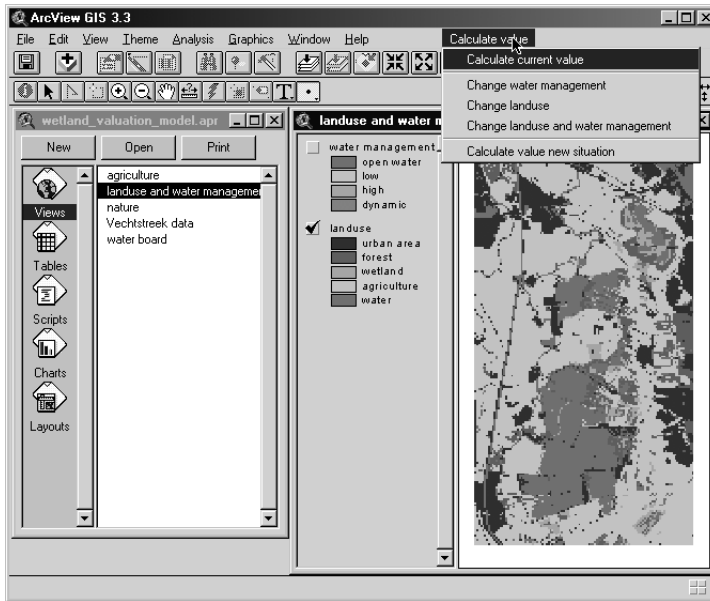 ArcView GIS 3.3
File Edit View Theme Analysis Graphics Window Help Calculate value
Calculate current value
Change water management
Change landuse
Change landuse and water management
Calculate value new situation
wetland_valuation_model.apr
New Open Print
Views
Tables
Scripts
Charts
Layouts
agriculture
landuse and water managemen
nature
Vechtstreek data
water board
landuse and water m
water management
open water
low
high
dynamic
landuse
urban area
forest
wetland
agriculture
water